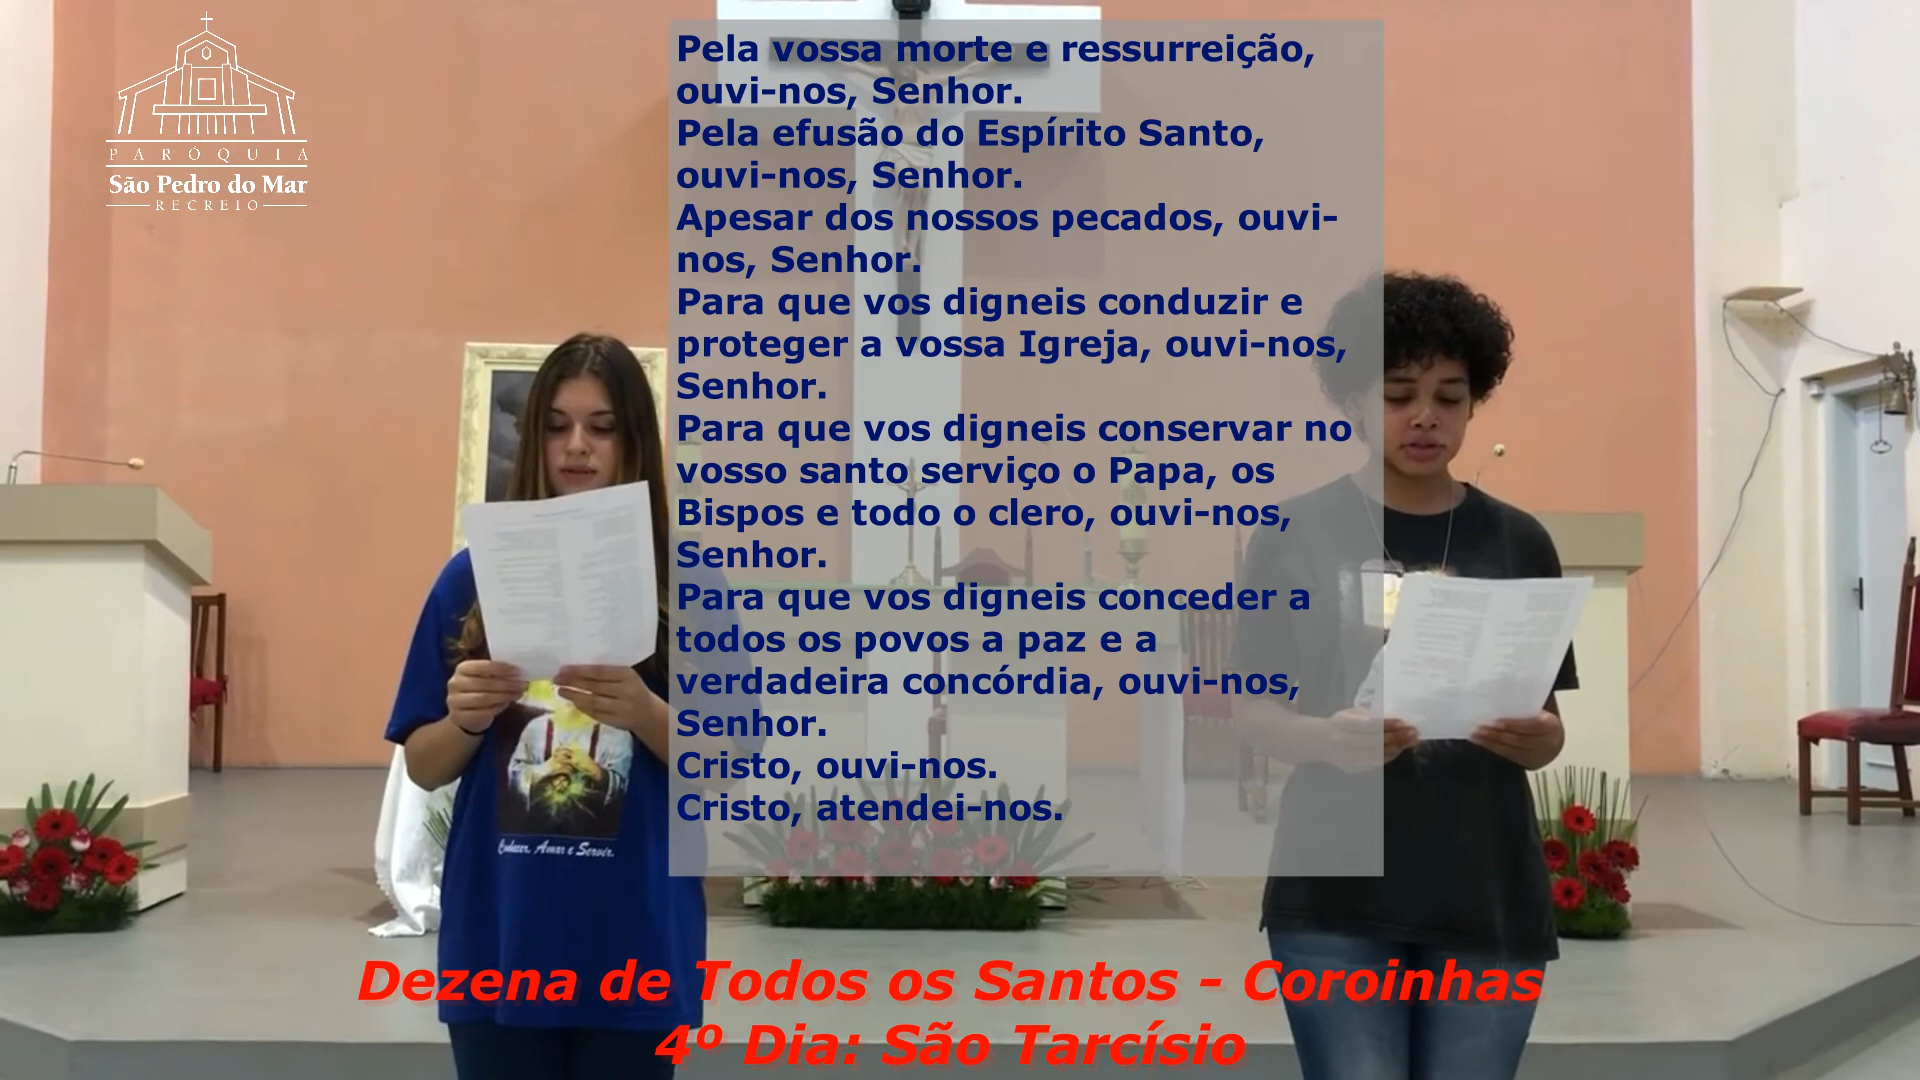 PARÓQUIA
São Pedro do Mar
RECREIO
Pela vossa morte e ressurreição,
ouvi-nos, Senhor.
Pela efusão do Espírito Santo,
ouvi-nos, Senhor.
Apesar dos nossos pecados, ouvi-
nos, Senhor.
Para que vos digneis conduzir e
proteger a vossa Igreja, ouvi-nos,
Senhor.
Para que vos digneis conservar no
vosso santo serviço o Papa, os
Bispos e todo o clero, ouvi-nos,
Senhor.
Para que vos digneis conceder a
todos os povos a paz e a
verdadeira concórdia, ouvi-nos,
Senhor.
Cristo, ouvi-nos.
Cristo, atendei-nos.
Conhecer, Amar e Servir.
Dezena de Todos os Santos - Coroinhas
4º Dia: São Tarcísio